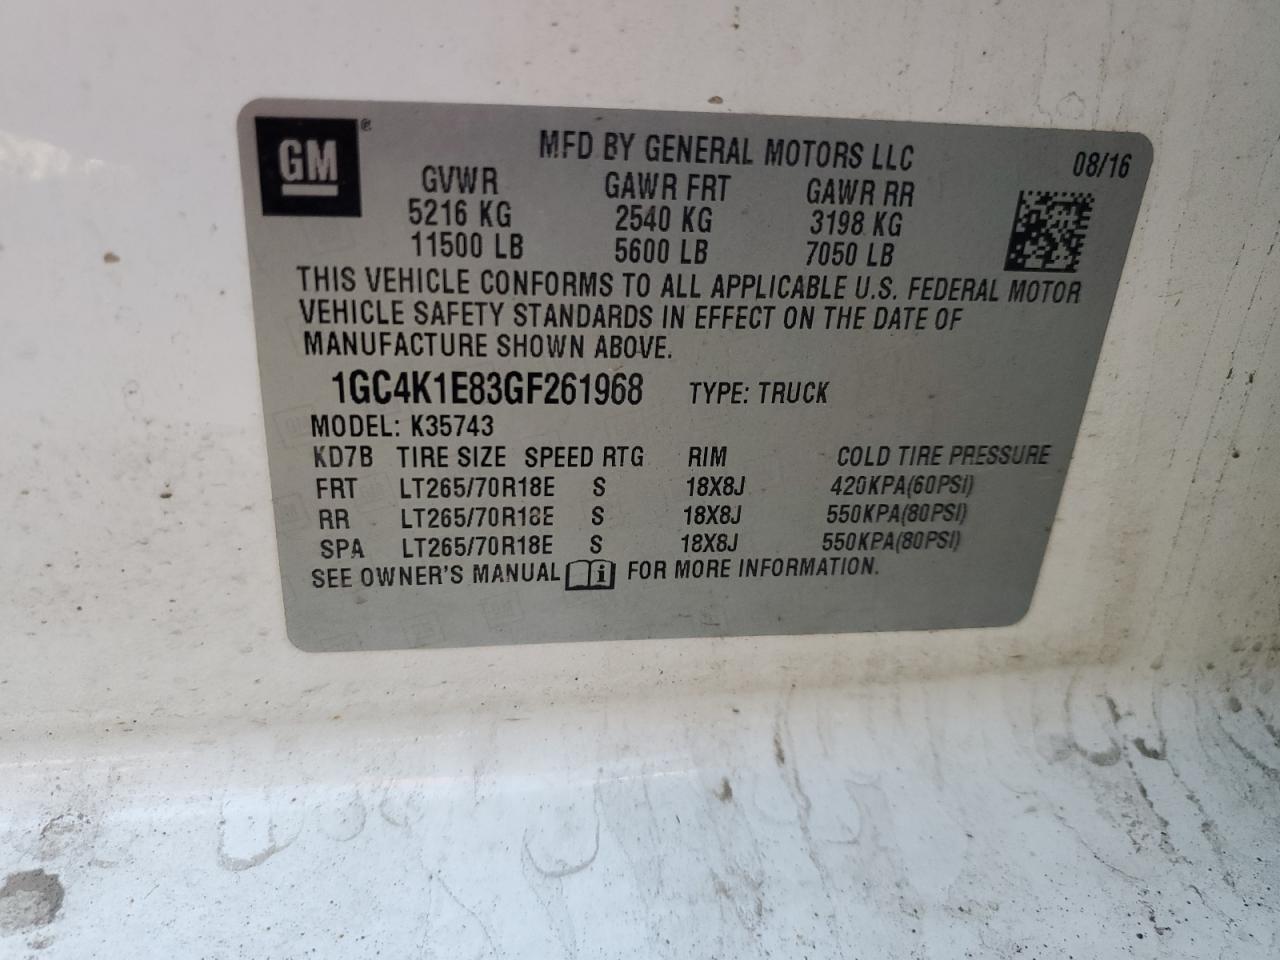 GM® MFD BY GENERAL MOTORS LLC 08/16
GVWR GAWR FRT GAWR RR
5216 KG 2540 KG 3198 KG
11500 LB 5600 LB 7050 LB
THIS VEHICLE CONFORMS TO ALL APPLICABLE U.S. FEDERAL MOTOR
VEHICLE SAFETY STANDARDS IN EFFECT ON THE DATE OF
MANUFACTURE SHOWN ABOVE.
1GC4K1E83GF261968 TYPE: TRUCK
MODEL: K35743
KD7B TIRE SIZE SPEED RTG RIM COLD TIRE PRESSURE
FRT LT265/70R18E S 18X8J 420KPA(60PSI)
RR LT265/70R18E S 18X8J 550KPA(80PSI)
SPA LT265/70R18E S 18X8J 550KPA(80PSI)
SEE OWNER'S MANUAL FOR MORE INFORMATION.